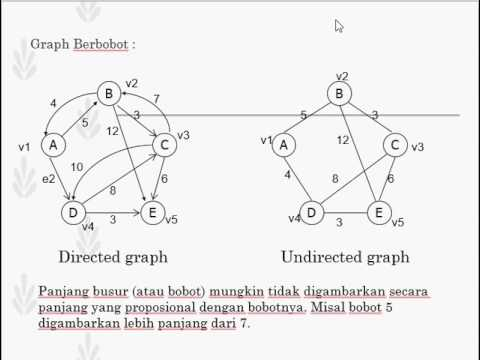 Graph Berbobot :
v2
v2
B
B
4
7
5
3
5
3
12
12
v1
A
C
v3
v1
A
C
v3
10
e2
8
6
4
8
6
D
3
E
v5
D
3
E
v5
v4
v4
Directed graph
Undirected graph
Panjang busur (atau bobot) mungkin tidak digambarkan secara
panjang yang proposional dengan bobotnya. Misal bobot 5
digambarkan lebih panjang dari 7.